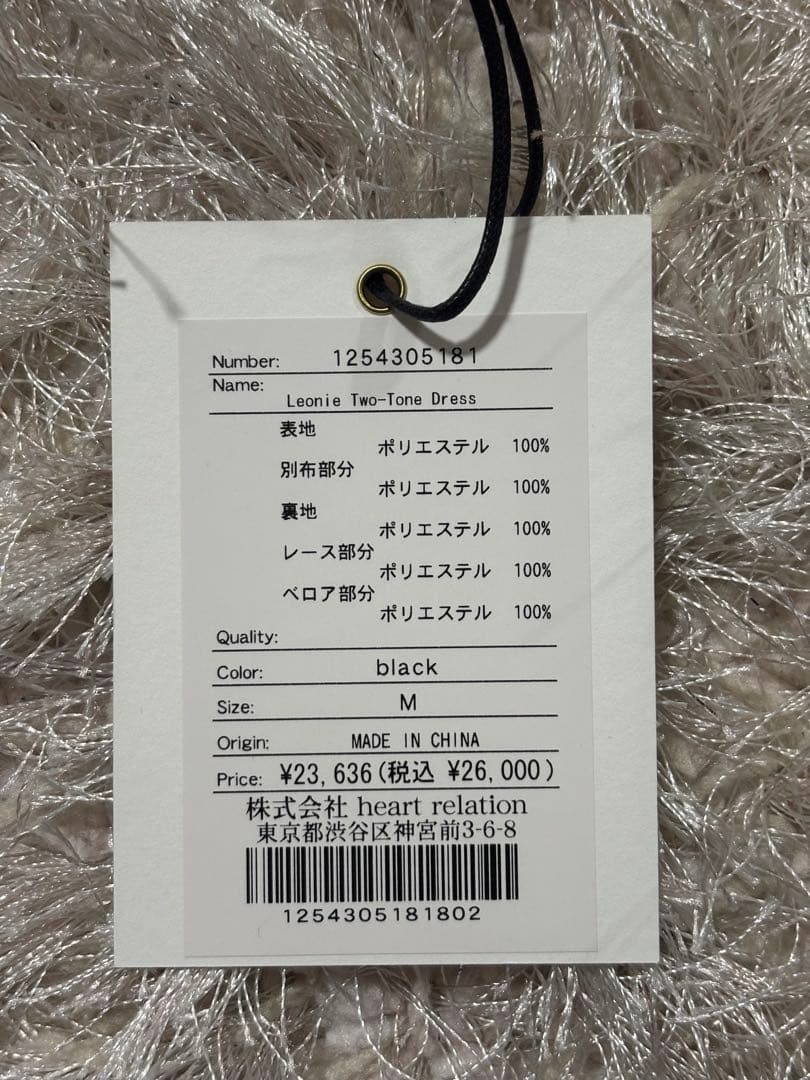 Number: 1254305181
Name:
Leonie Two-Tone Dress
表地
ポリエステル 100%
別布部分
ポリエステル 100%
裏地
ポリエステル 100%
レース部分
ポリエステル 100%
ベロア部分
ポリエステル 100%
Quality:
Color: black
Size: M
Origin: MADE IN CHINA
Price: ¥23,636(税込 ¥26,000)
株式会社 heart relation
東京都渋谷区神宮前3-6-8
1254305181802